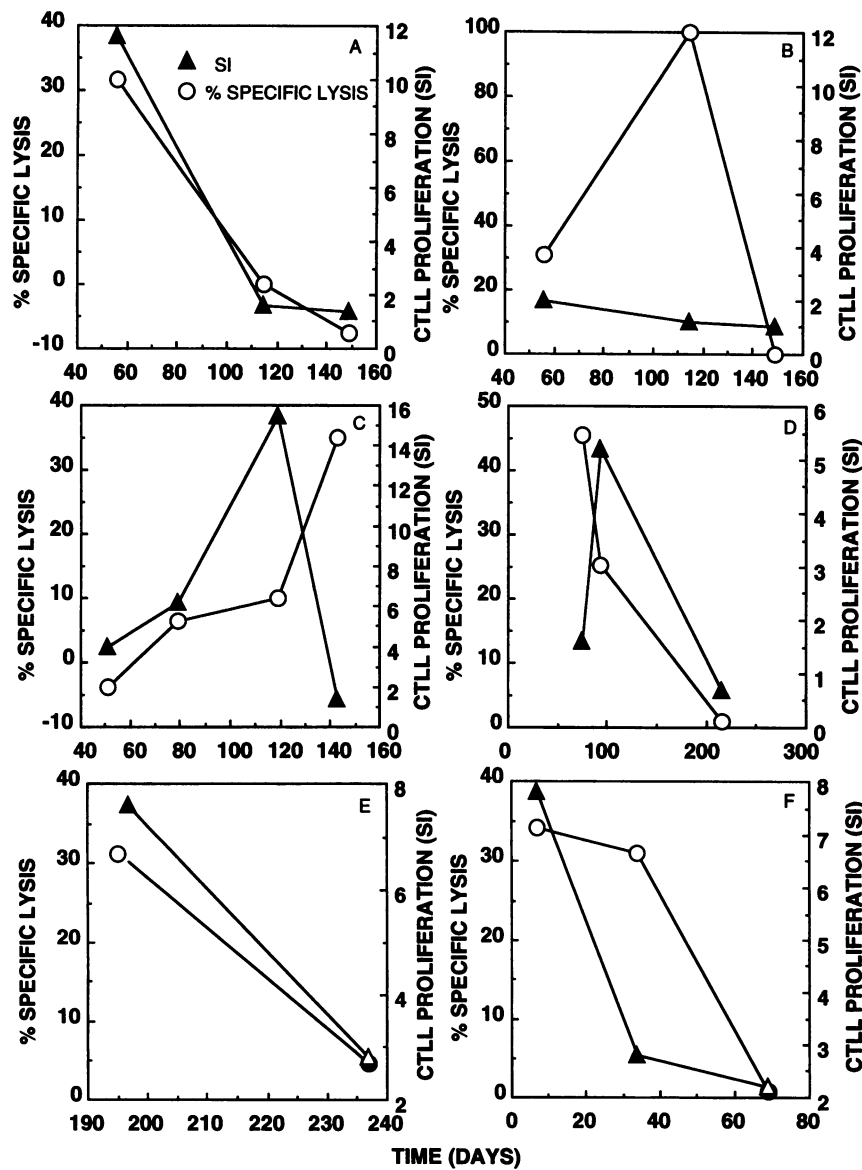 A
▲ SI
○ % SPECIFIC LYSIS
40
30
20
10
0
-10
% SPECIFIC LYSIS
12
10
8
6
4
2
0
CTLL PROLIFERATION (SI)
40 60 80 100 120 140 160
B
100
80
60
40
20
0
% SPECIFIC LYSIS
12
10
8
6
4
2
0
CTLL PROLIFERATION (SI)
40 60 80 100 120 140 160
C
40
30
20
10
0
-10
% SPECIFIC LYSIS
16
14
12
10
8
6
4
2
0
CTLL PROLIFERATION (SI)
40 60 80 100 120 140 160
D
50
40
30
20
10
0
% SPECIFIC LYSIS
6
5
4
3
2
1
0
CTLL PROLIFERATION (SI)
0 100 200 300
E
40
30
20
10
0
% SPECIFIC LYSIS
8
6
4
2
CTLL PROLIFERATION (SI)
190 200 210 220 230 240
F
40
30
20
10
0
% SPECIFIC LYSIS
8
7
6
5
4
3
2
CTLL PROLIFERATION (SI)
0 20 40 60 80
TIME (DAYS)